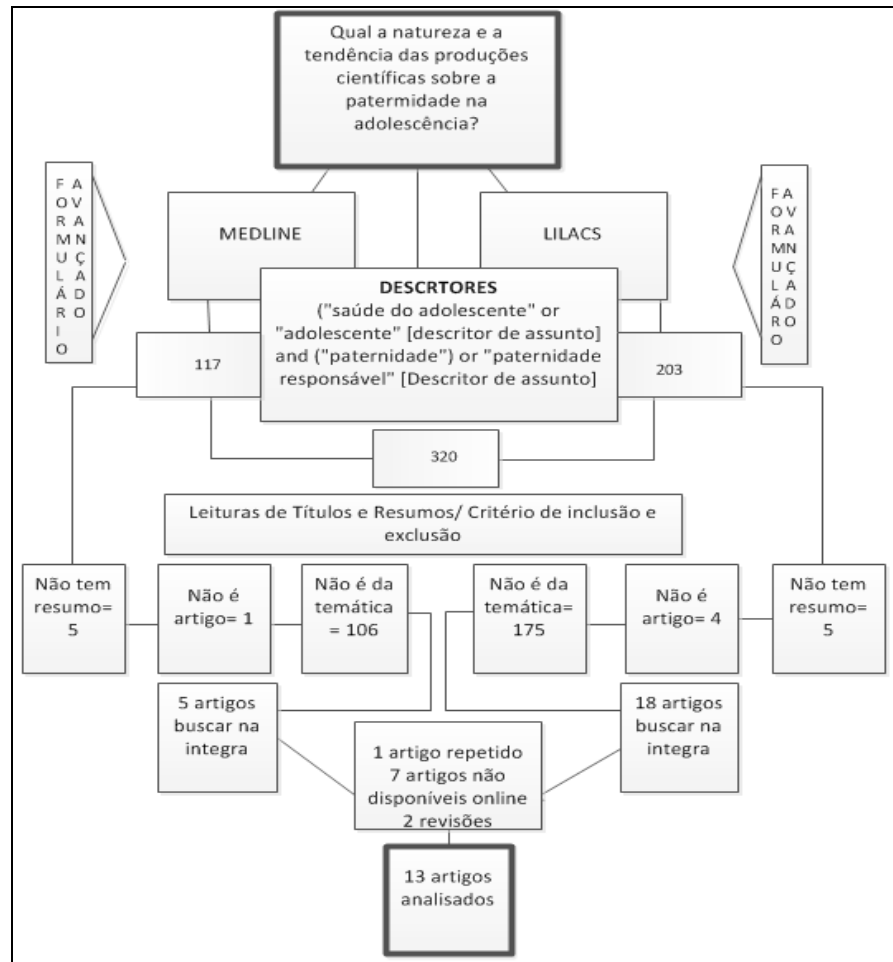 Qual a natureza e a
tendência das produções
científicas sobre a
patermidade na
adolescência?
FORMULÁRIO
AVANÇADO
MEDLINE
LILACS
FORMULÁRO
AVANÇADO
DESCRTORES
("saúde do adolescente" or
"adolescente" [descritor de assunto]
and ("paternidade") or "paternidade
responsável" [Descritor de assunto]
117
203
320
Leituras de Títulos e Resumos/ Critério de inclusão e
exclusão
Não tem
resumo=
5
Não é
artigo= 1
Não é da
temática
= 106
Não é da
temática=
175
Não é
artigo= 4
Não tem
resumo=
5
5 artigos
buscar na
integra
18 artigos
buscar na
integra
1 artigo repetido
7 artigos não
disponíveis online
2 revisões
13 artigos
analisados